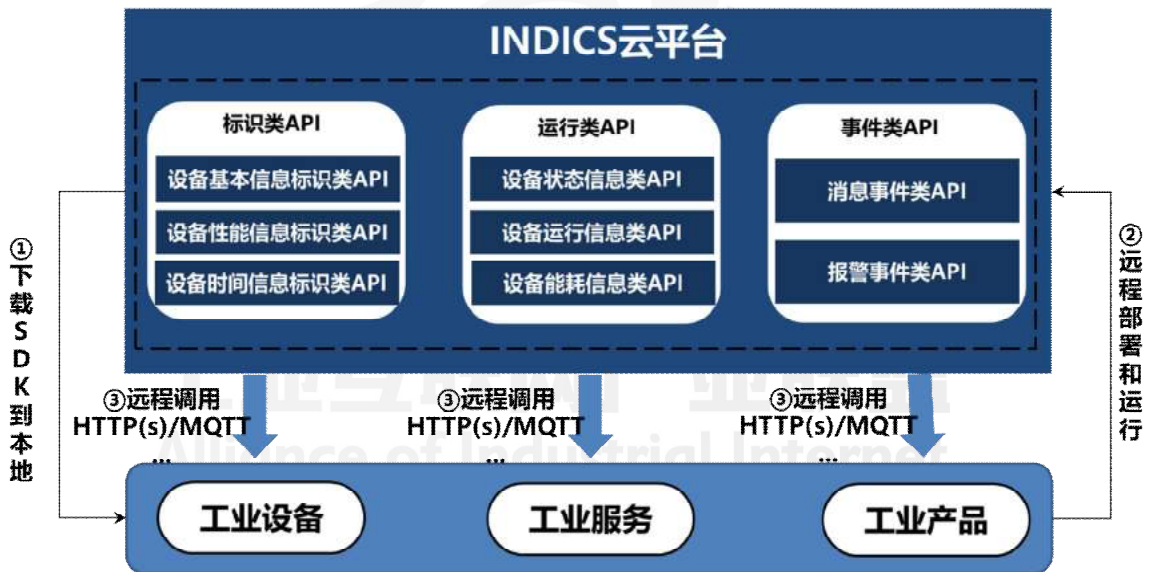 INDICS云平台
标识类API
设备基本信息标识类API
设备性能信息标识类API
设备时间信息标识类API
运行类API
设备状态信息类API
设备运行信息类API
设备能耗信息类API
事件类API
消息事件类API
报警事件类API
①下载SDK到本地
②远程部署和运行
③远程调用
HTTP(s)/MQTT
...
③远程调用
HTTP(s)/MQTT
...
③远程调用
HTTP(s)/MQTT
...
Alliance of Industrial Internet
工业设备
工业服务
工业产品